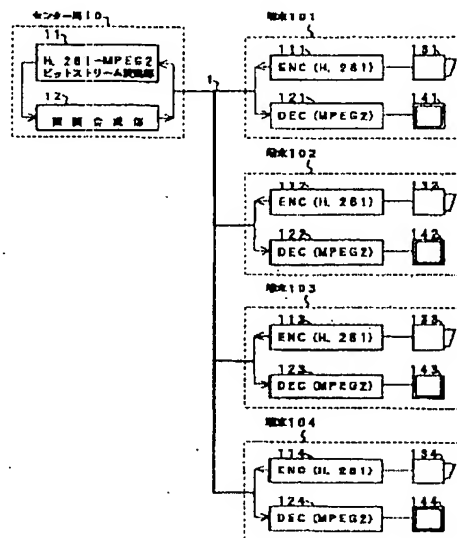 センター局10
11
H. 261-MPEG2
ビットストリーム変換部
12
画面合成部
1
端末101
111
ENC (H. 261)
131
121
DEC (MPEG2)
141
端末102
112
ENC (H. 261)
132
122
DEC (MPEG2)
142
端末103
113
ENC (H. 261)
133
123
DEC (MPEG2)
143
端末104
114
ENC (H. 261)
134
124
DEC (MPEG2)
144